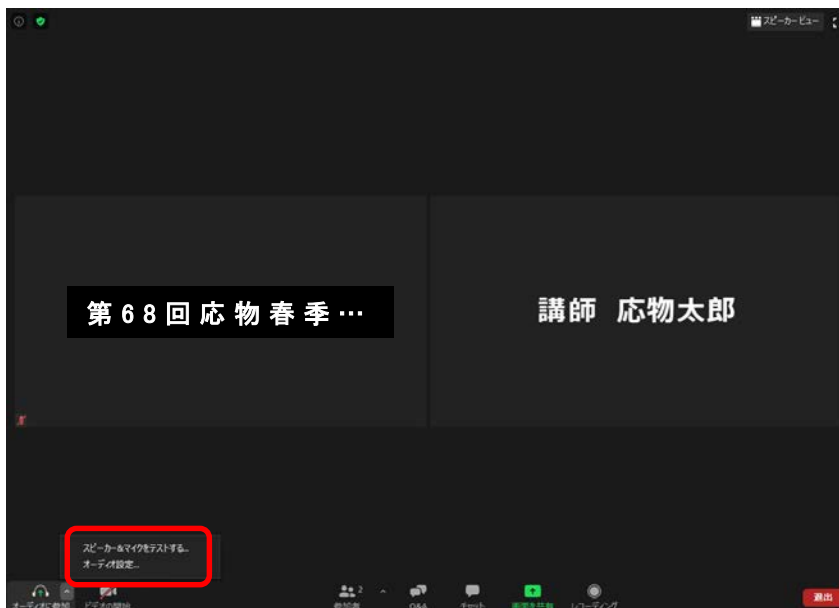 スピーカービュー
第68回応物春季…
講師 応物太郎
スピーカー&マイクをテストする...
オーディオ設定...
オーディオに参加
ビデオの開始
参加者
2
Q&A
チャット
画面を共有
レコーディング
退出